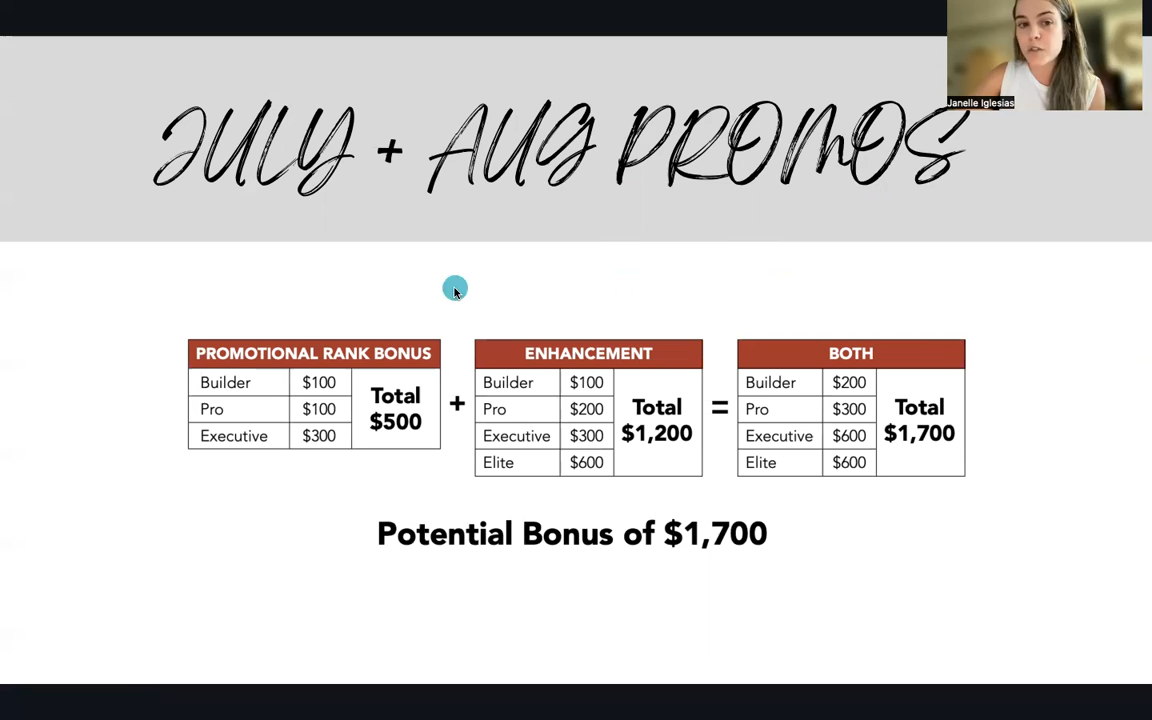 JULY + AUG PROMOS
Janelle Iglesias
PROMOTIONAL RANK BONUS
Builder $100
Pro $100
Executive $300
Total
$500
+
ENHANCEMENT
Builder $100
Pro $200
Executive $300
Elite $600
Total
$1,200
=
BOTH
Builder $200
Pro $300
Executive $600
Elite $600
Total
$1,700
Potential Bonus of $1,700